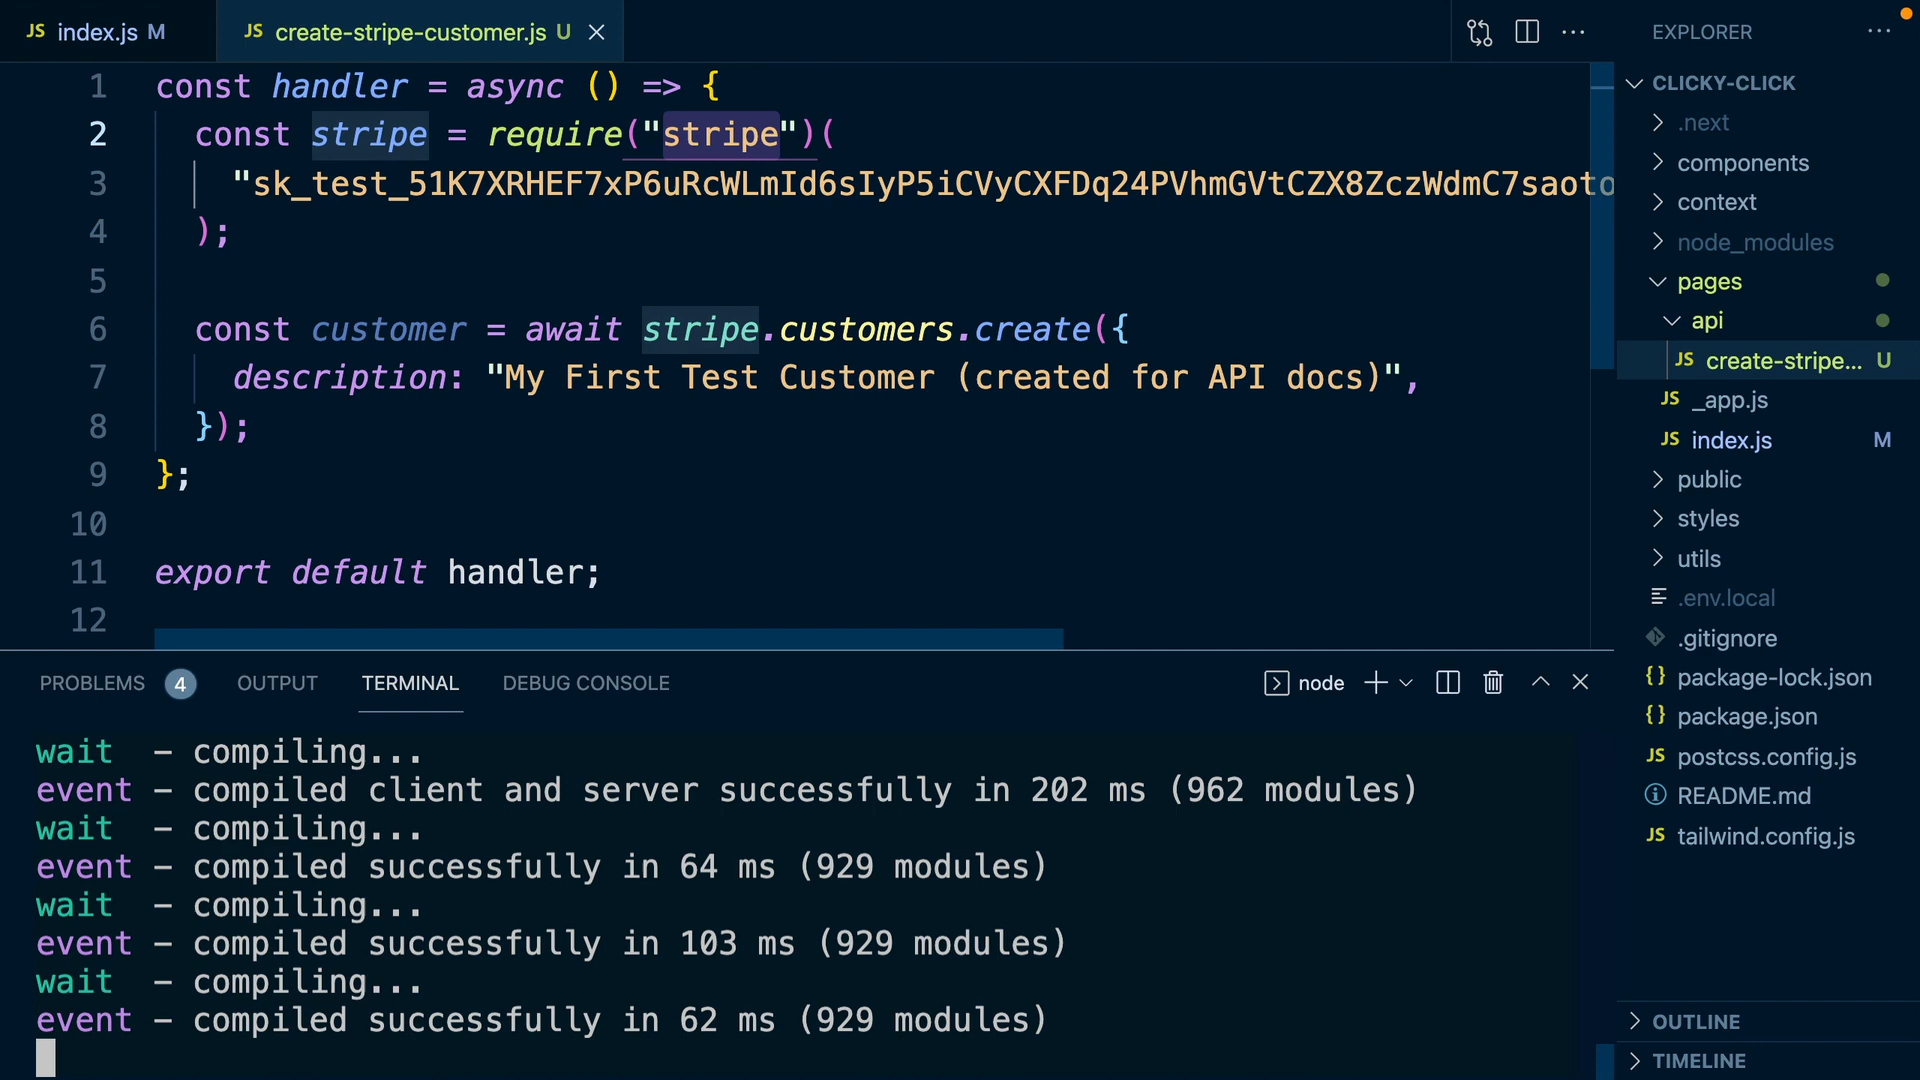 JS index.js M
JS create-stripe-customer.js U
1 const handler = async () => {
2 const stripe = require("stripe")(
3 "sk_test_51K7XRHEF7xP6uRcWLmId6sIyP5iCVyCXFDq24PVhmGVtCZX8ZczWdmC7saoto
4 );
5
6 const customer = await stripe.customers.create({
7 description: "My First Test Customer (created for API docs)",
8 });
9 };
10
11 export default handler;
12
PROBLEMS 4 OUTPUT TERMINAL DEBUG CONSOLE node
wait – compiling...
event – compiled client and server successfully in 202 ms (962 modules)
wait – compiling...
event – compiled successfully in 64 ms (929 modules)
wait – compiling...
event – compiled successfully in 103 ms (929 modules)
wait – compiling...
event – compiled successfully in 62 ms (929 modules)
EXPLORER
CLICKY-CLICK
.next
components
context
node_modules
pages
api
JS create-stripe... U
JS _app.js
JS index.js M
public
styles
utils
.env.local
.gitignore
{} package-lock.json
{} package.json
JS postcss.config.js
README.md
JS tailwind.config.js
OUTLINE
TIMELINE